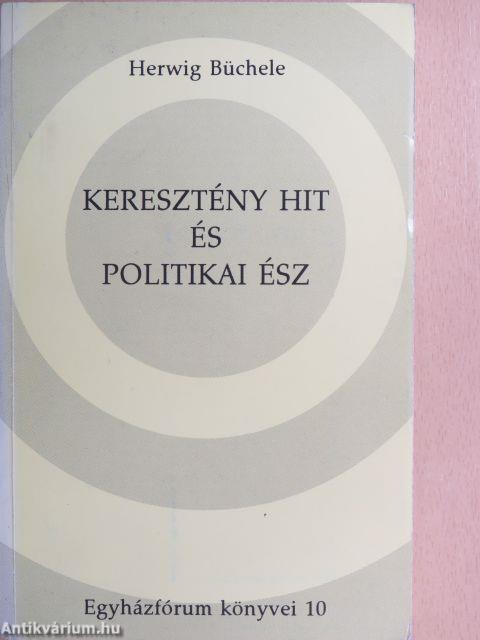 Herwig Büchele
KERESZTÉNY HIT
ÉS
POLITIKAI ÉSZ
Egyházfórum könyvei 10
Antikvárium.hu